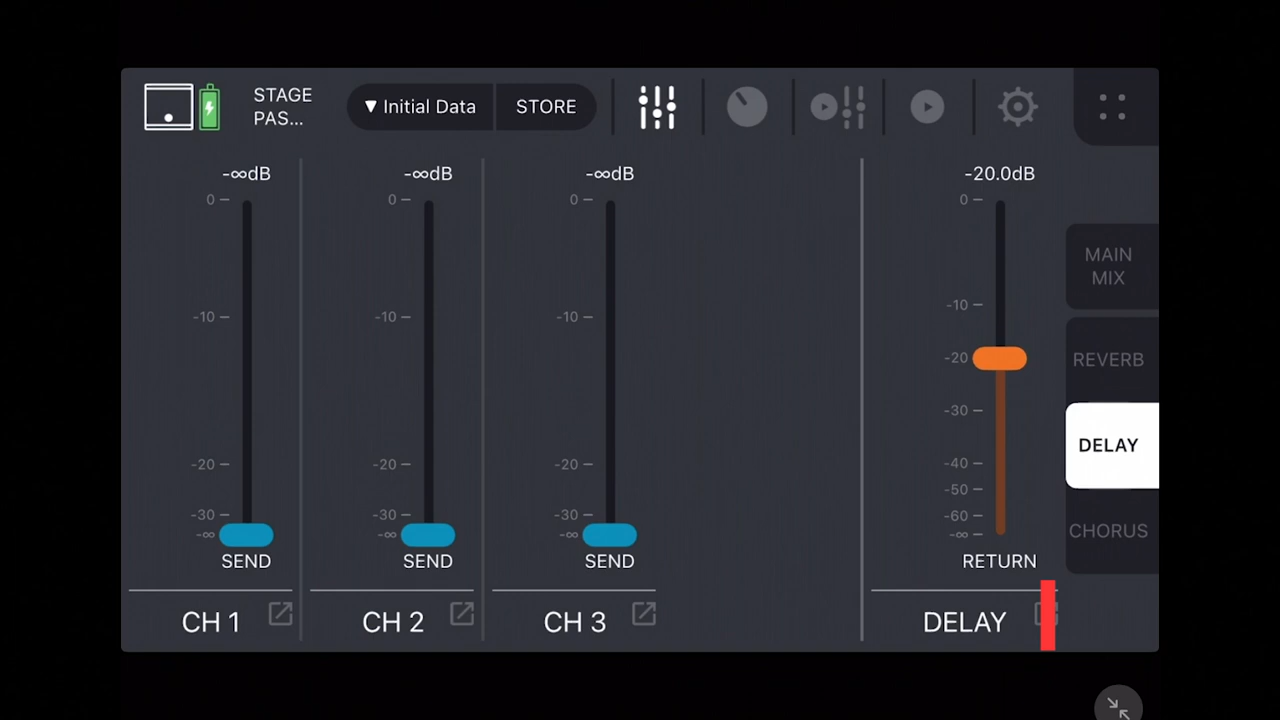 STAGE
PAS...
▼ Initial Data
STORE
-∞dB
-∞dB
-∞dB
-20.0dB
0
-10
-20
-30
-∞
0
-10
-20
-30
-∞
0
-10
-20
-30
-∞
0
-10
-20
-30
-40
-50
-60
-∞
SEND
SEND
SEND
RETURN
CH 1
CH 2
CH 3
DELAY
MAIN
MIX
REVERB
DELAY
CHORUS